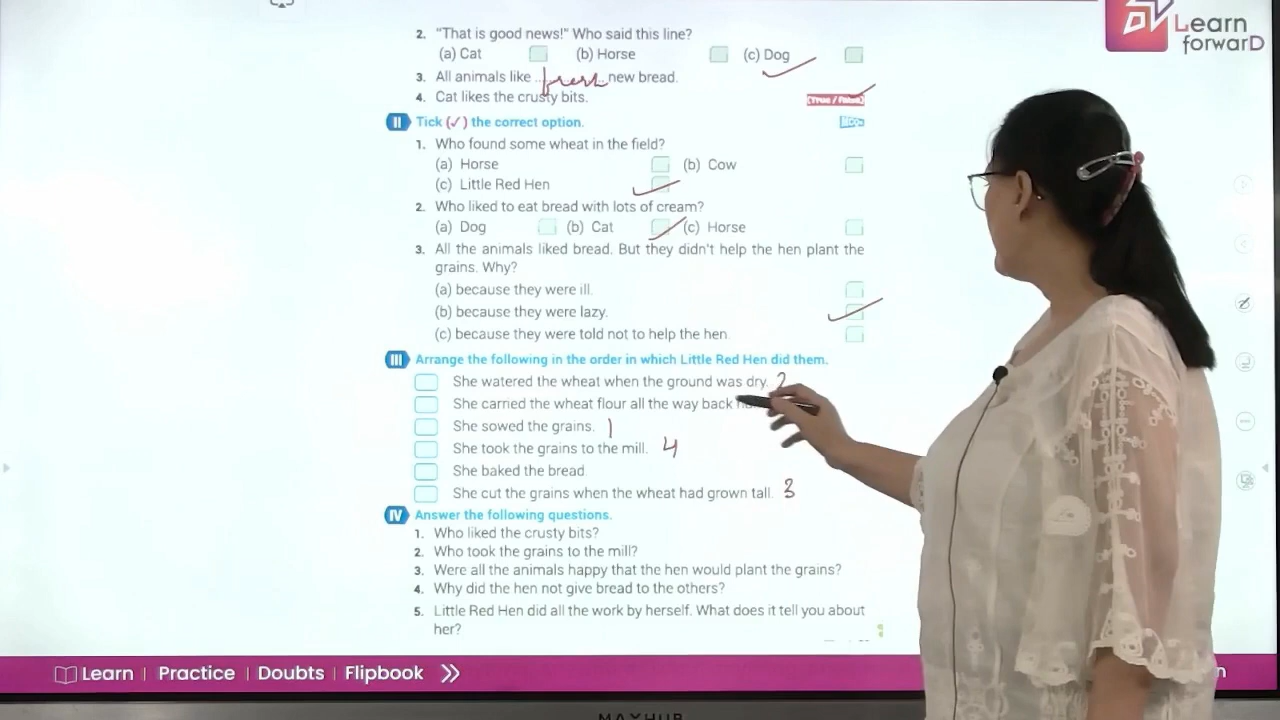 Learn
forwarD
2. "That is good news!" Who said this line?
(a) Cat (b) Horse (c) Dog
3. All animals like fresh new bread.
4. Cat likes the crusty bits. (True / False)
II Tick (✓) the correct option. MCQs
1. Who found some wheat in the field?
(a) Horse (b) Cow
(c) Little Red Hen
2. Who liked to eat bread with lots of cream?
(a) Dog (b) Cat (c) Horse
3. All the animals liked bread. But they didn't help the hen plant the
grains. Why?
(a) because they were ill.
(b) because they were lazy.
(c) because they were told not to help the hen.
III Arrange the following in the order in which Little Red Hen did them.
She watered the wheat when the ground was dry. 2
She carried the wheat flour all the way back
She sowed the grains. 1
She took the grains to the mill. 4
She baked the bread
She cut the grains when the wheat had grown tall. 3
IV Answer the following questions.
1. Who liked the crusty bits?
2. Who took the grains to the mill?
3. Were all the animals happy that the hen would plant the grains?
4. Why did the hen not give bread to the others?
5. Little Red Hen did all the work by herself. What does it tell you about
her?
Learn | Practice | Doubts | Flipbook
MAXHUB